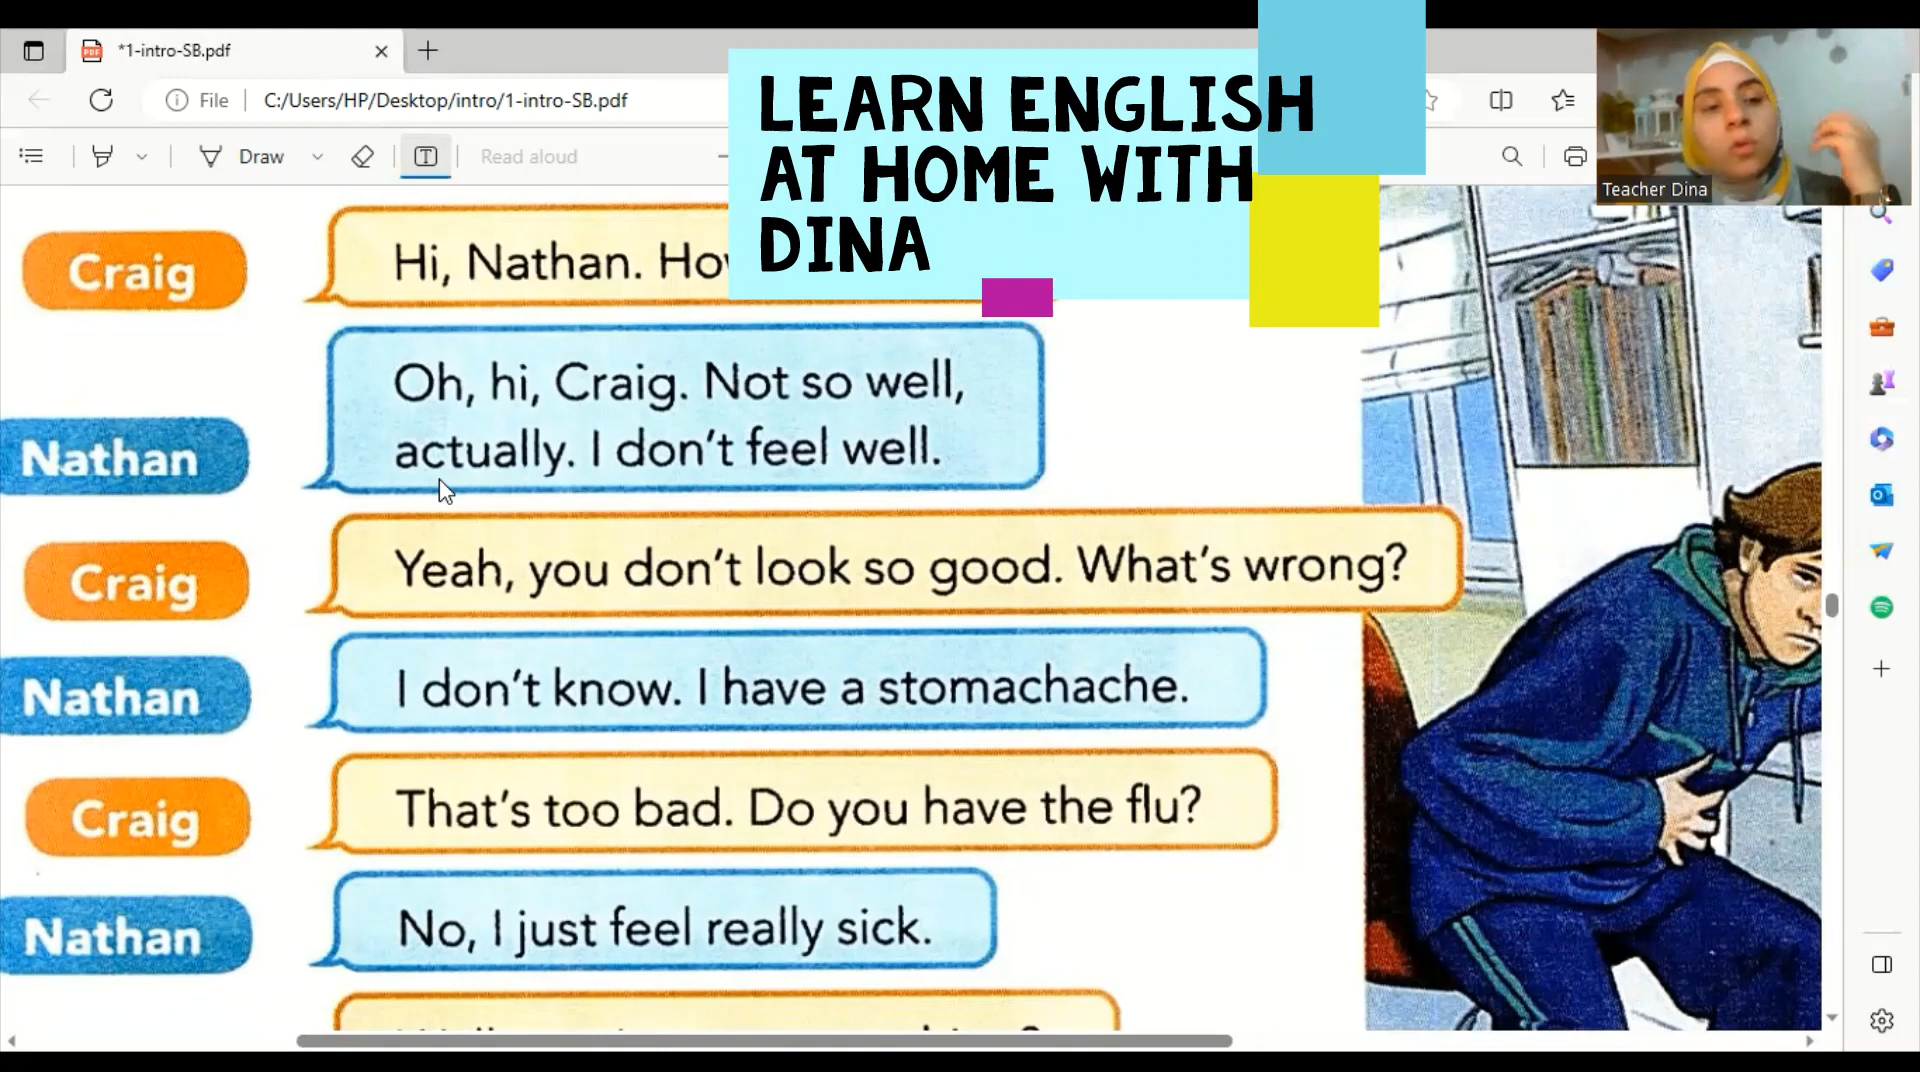 *1-intro-SB.pdf
File
C:/Users/HP/Desktop/intro/1-intro-SB.pdf
Draw
Read aloud
LEARN ENGLISH
AT HOME WITH
DINA
Teacher Dina
Craig
Hi, Nathan.
Nathan
Oh, hi, Craig. Not so well,
actually. I don't feel well.
Craig
Yeah, you don't look so good. What's wrong?
Nathan
I don't know. I have a stomachache.
Craig
That's too bad. Do you have the flu?
Nathan
No, I just feel really sick.